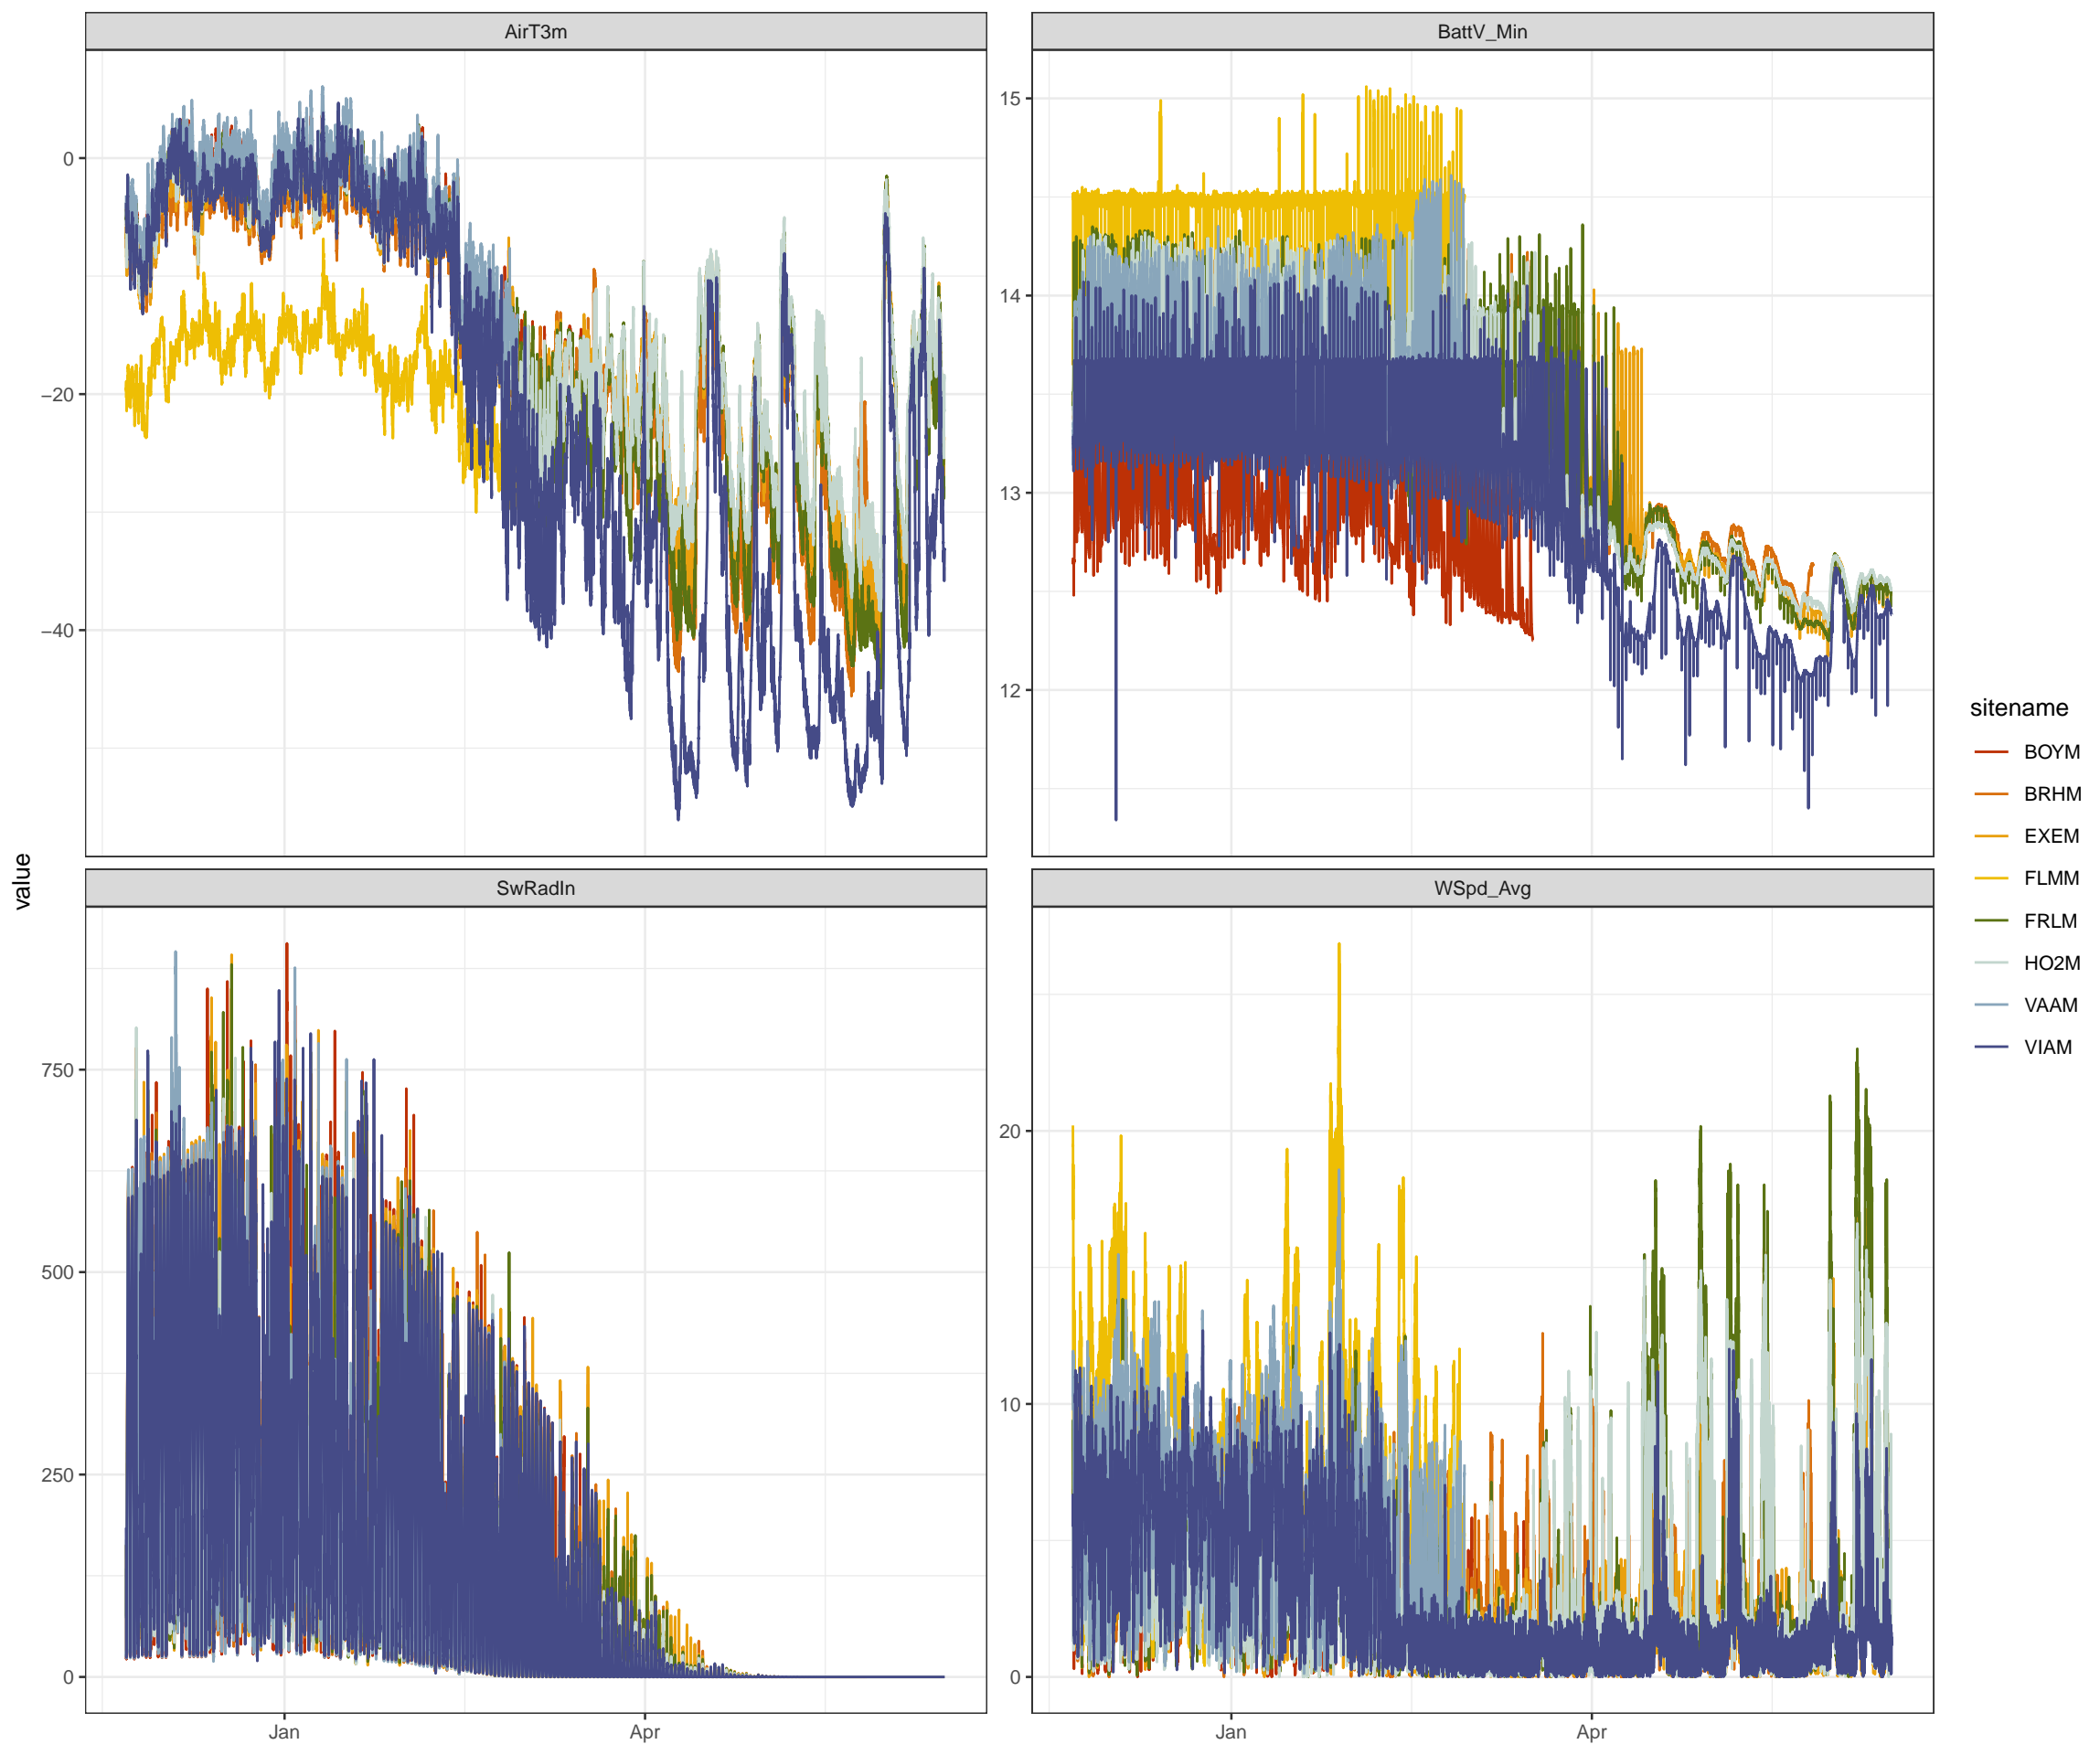 AirT3m
BattV_Min
0
−20
−40
15
14
13
12
value
SwRadIn
WSpd_Avg
750
500
250
0
20
10
0
Jan
Apr
Jan
Apr
sitename
BOYM
BRHM
EXEM
FLMM
FRLM
HO2M
VAAM
VIAM